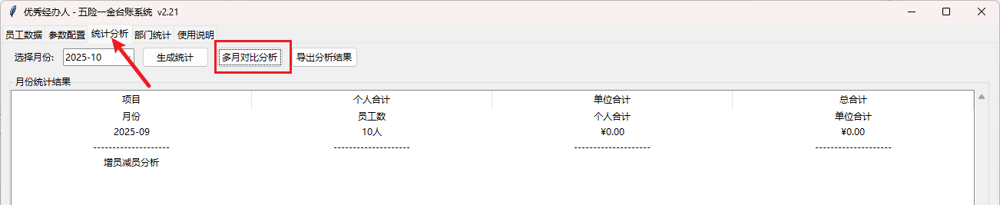 优秀经办人 - 五险一金台账系统 v2.21
员工数据 参数配置 统计分析 部门统计 使用说明
选择月份: 2025-10 生成统计 多月对比分析 导出分析结果
月份统计结果
项目 个人合计 单位合计 总合计
月份 员工数 个人合计 单位合计
2025-09 10人 ¥0.00 ¥0.00
-------------------- -------------------- -------------------- --------------------
增员减员分析